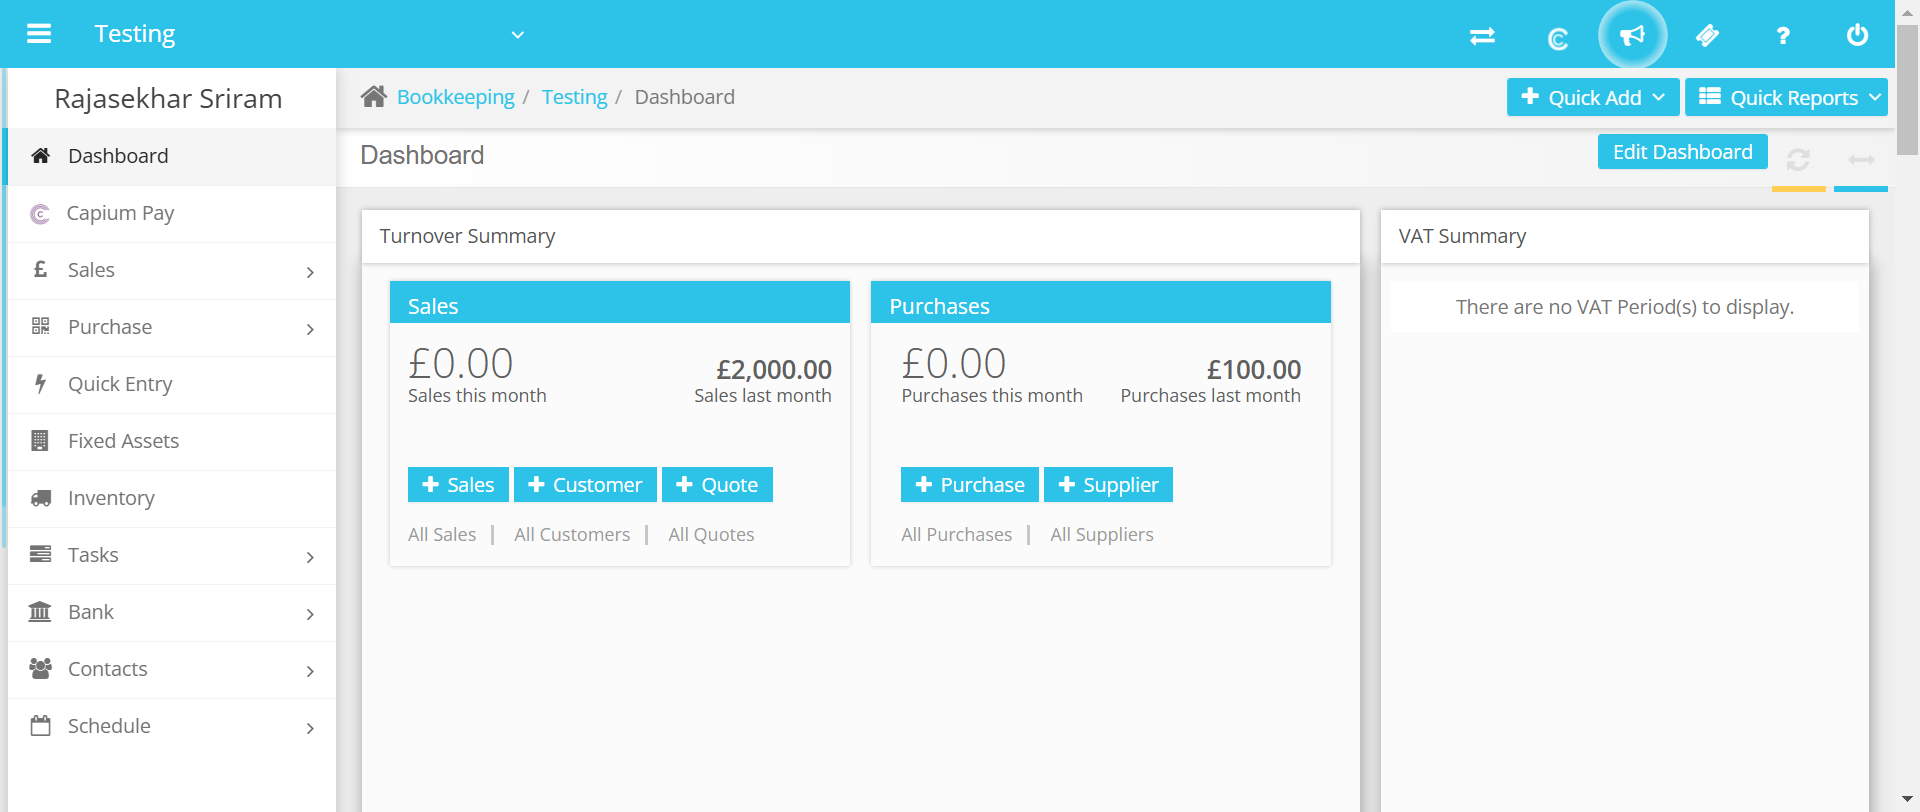 Testing
?
Rajasekhar Sriram
Dashboard
Capium Pay
£ Sales
Purchase
Quick Entry
Fixed Assets
Inventory
Tasks
Bank
Contacts
Schedule
Bookkeeping / Testing / Dashboard
Quick Add
Quick Reports
Dashboard
Edit Dashboard
Turnover Summary
Sales
£0.00
Sales this month
£2,000.00
Sales last month
+ Sales
+ Customer
+ Quote
All Sales | All Customers | All Quotes
Purchases
£0.00
Purchases this month
£100.00
Purchases last month
+ Purchase
+ Supplier
All Purchases | All Suppliers
VAT Summary
There are no VAT Period(s) to display.